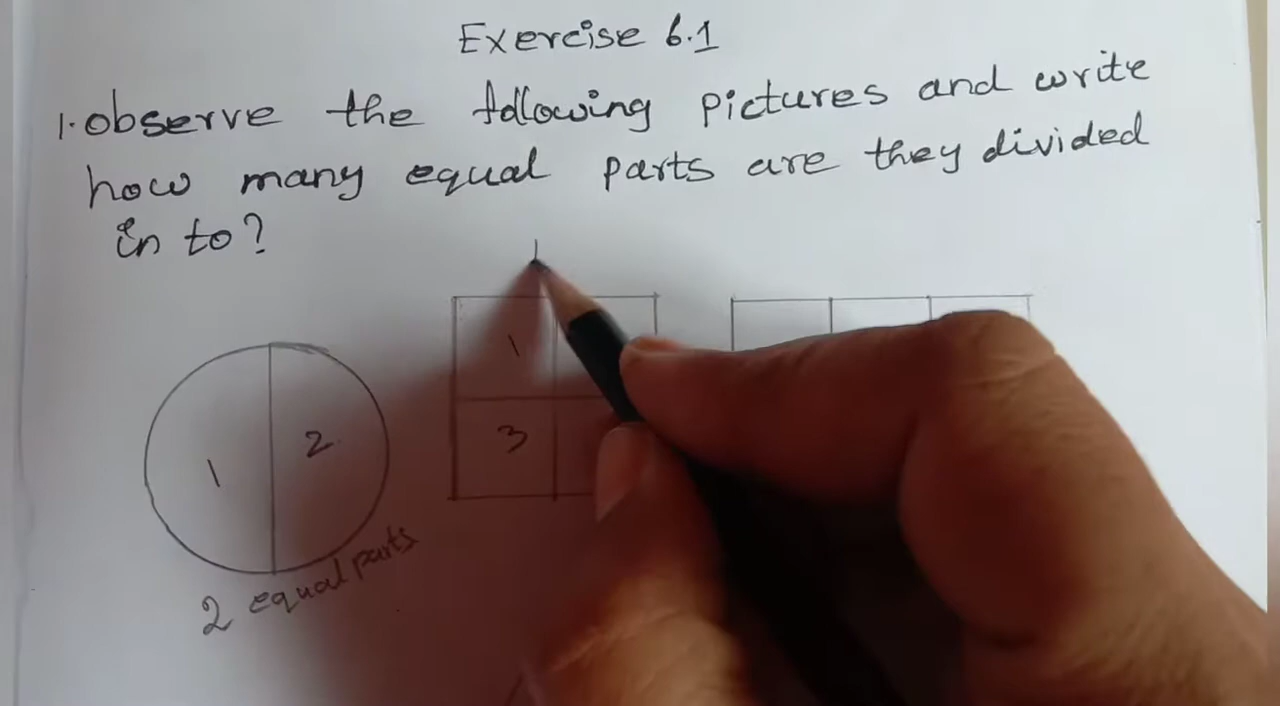 Exercise 6.1
1. observe the following pictures and write
how many equal parts are they divided
in to?
1
1
2
3
2 equal parts